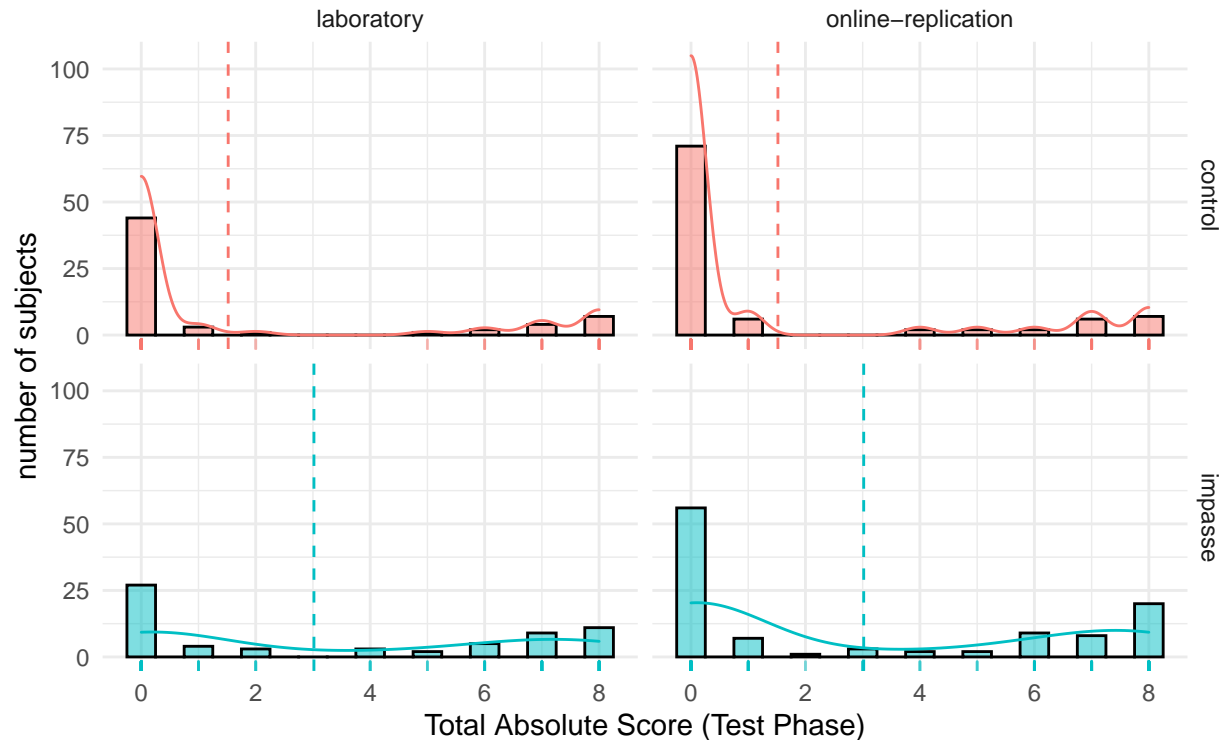 laboratory
online−replication
100
75
50
25
0
control
number of subjects
100
75
50
25
0
impasse
0 2 4 6 8
0 2 4 6 8
Total Absolute Score (Test Phase)